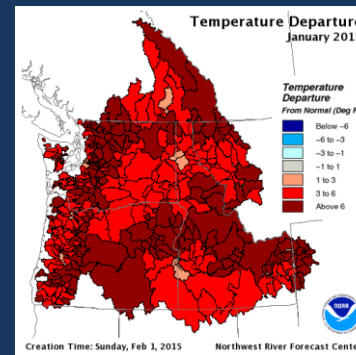 Temperature Departure
January 201
Temperature
Departure
From Normal (Deg F
Below -6
-6 to -3
-3 to -1
-1 to 1
1 to 3
3 to 6
Above 6
NOAA
Creation Time: Sunday, Feb 1, 2015
Northwest River Forecast Cente